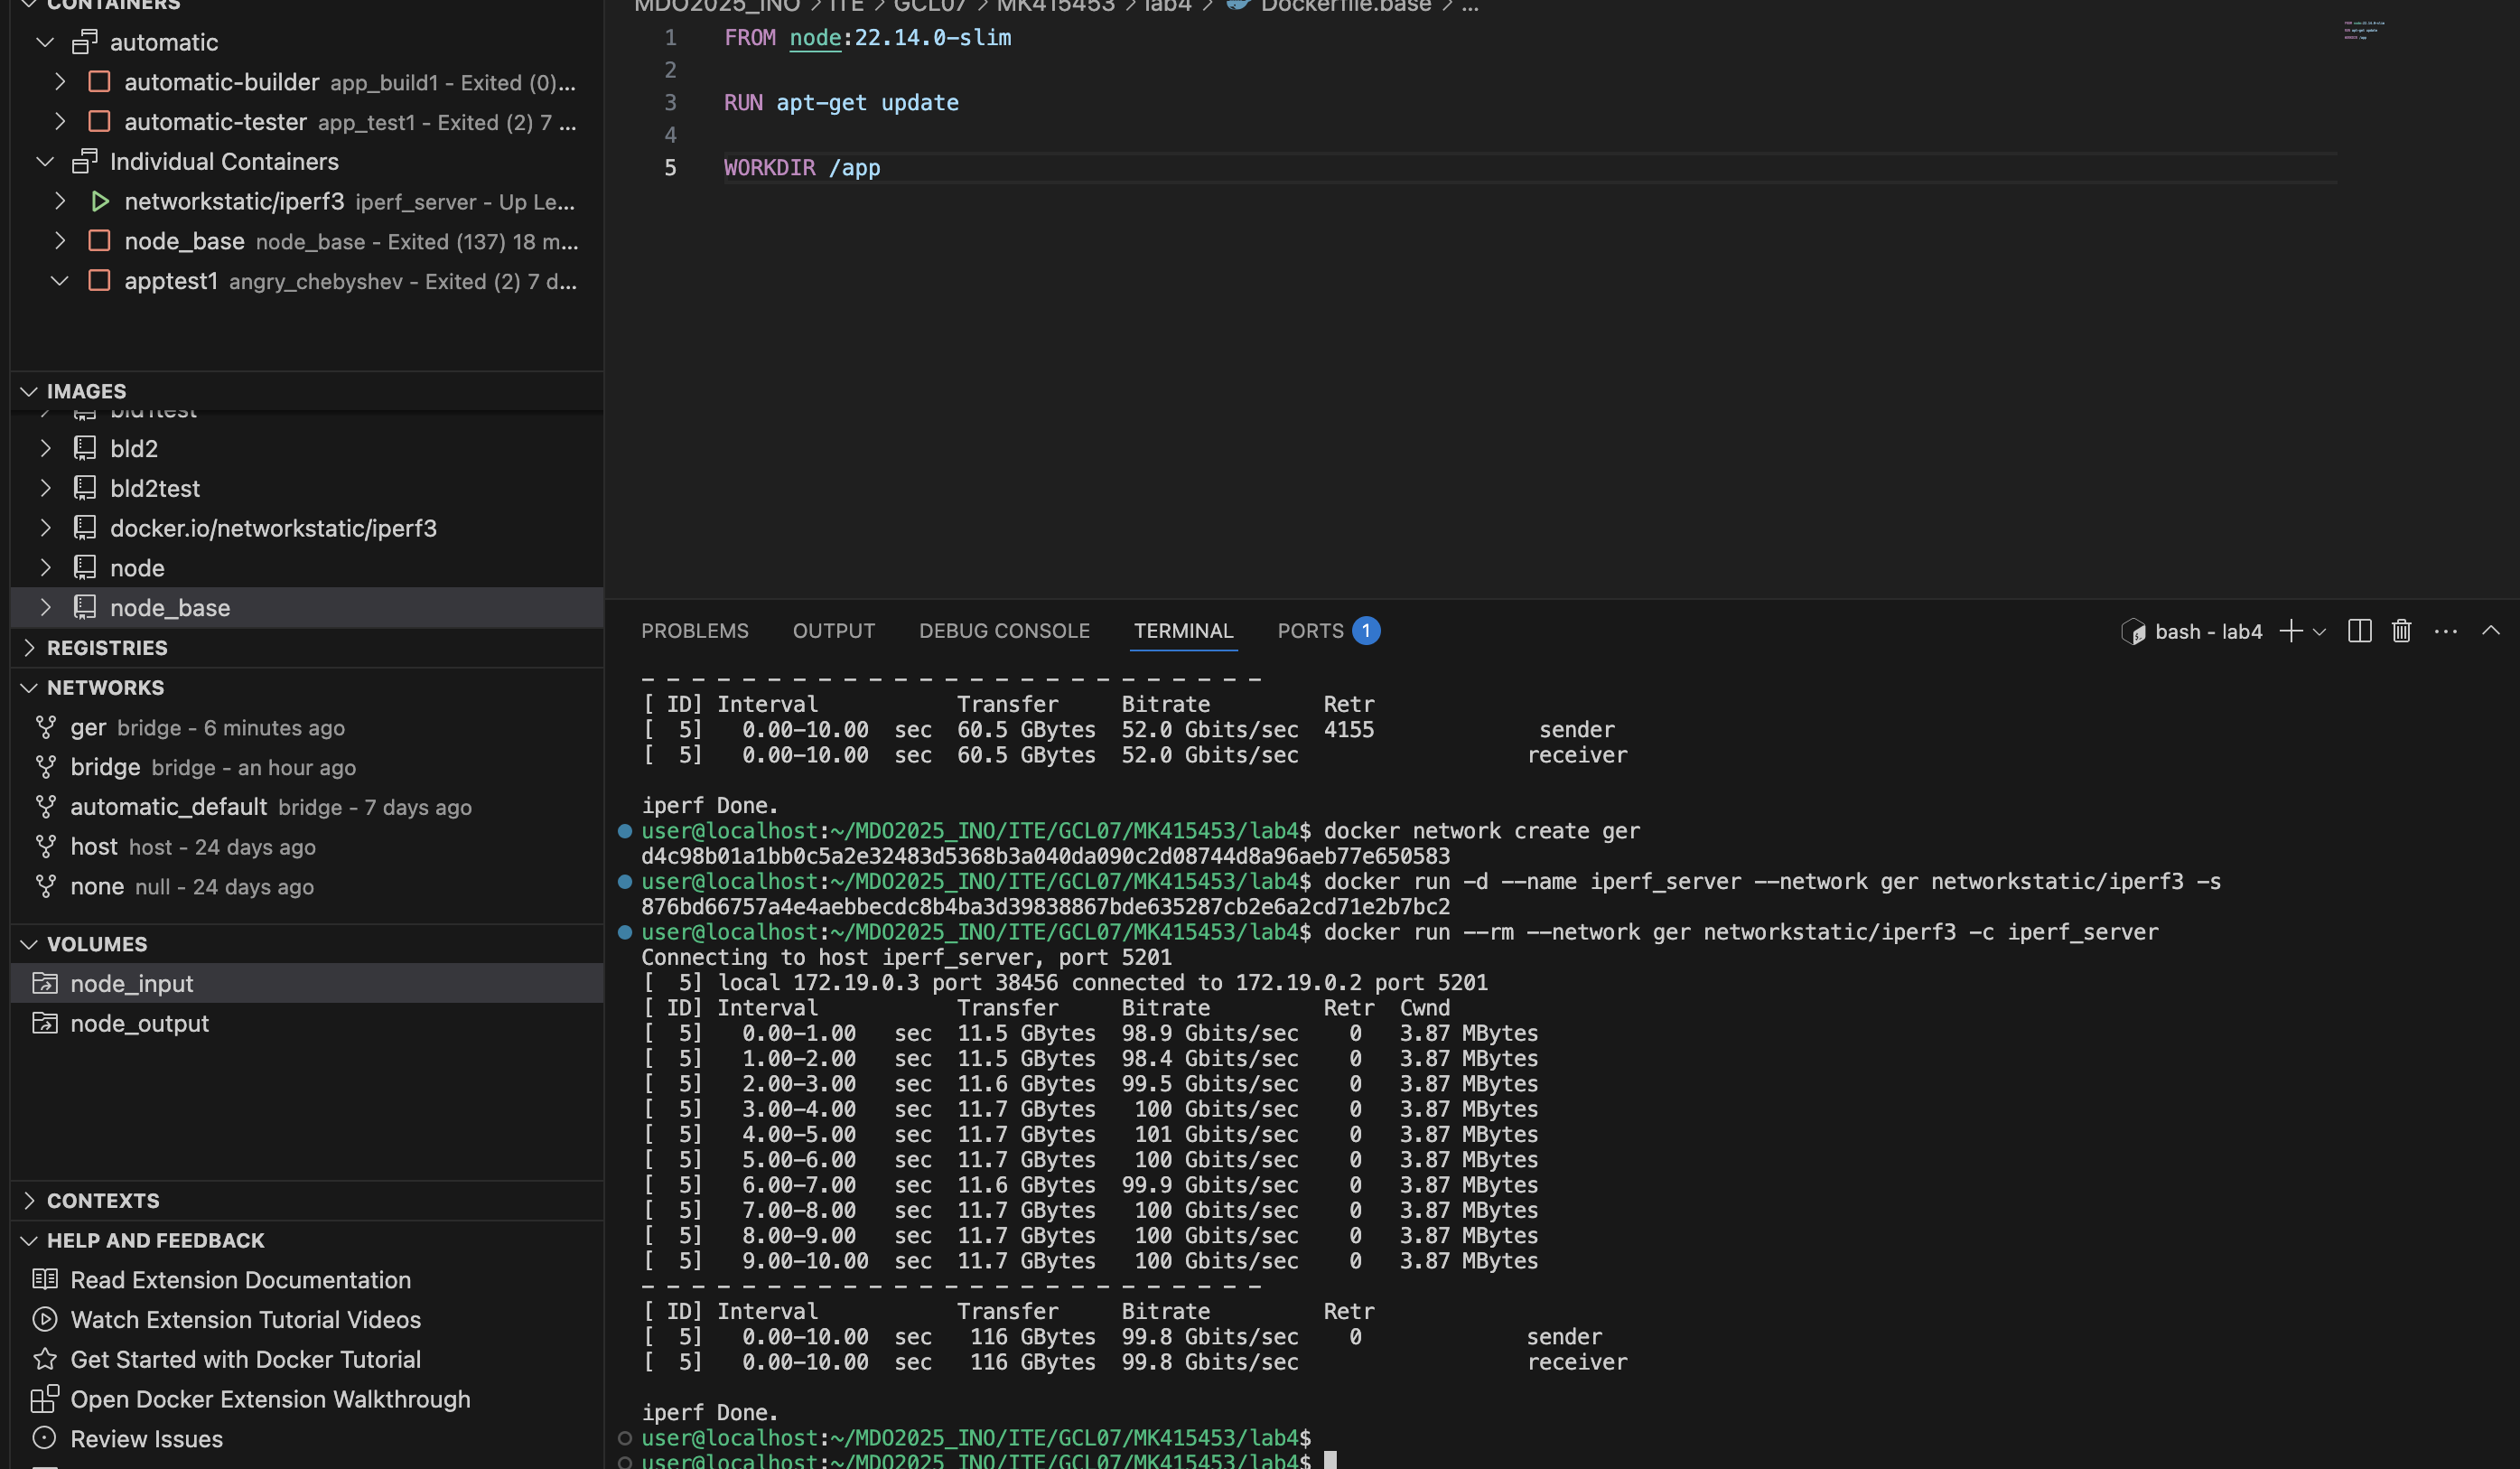 CONTAINERS
automatic
automatic-builder app_build1 - Exited (0)...
automatic-tester app_test1 - Exited (2) 7 ...
Individual Containers
networkstatic/iperf3 iperf_server - Up Le...
node_base node_base - Exited (137) 18 m...
apptest1 angry_chebyshev - Exited (2) 7 d...
IMAGES
bld1test
bld2
bld2test
docker.io/networkstatic/iperf3
node
node_base
REGISTRIES
NETWORKS
ger bridge - 6 minutes ago
bridge bridge - an hour ago
automatic_default bridge - 7 days ago
host host - 24 days ago
none null - 24 days ago
VOLUMES
node_input
node_output
CONTEXTS
HELP AND FEEDBACK
Read Extension Documentation
Watch Extension Tutorial Videos
Get Started with Docker Tutorial
Open Docker Extension Walkthrough
Review Issues
MDO2025_INO > ITE > GCL07 > MK415453 > lab4 > Dockerfile.base > ...
1 FROM node:22.14.0-slim
2
3 RUN apt-get update
4
5 WORKDIR /app
PROBLEMS OUTPUT DEBUG CONSOLE TERMINAL PORTS 1
bash - lab4
- - - - - - - - - - - - - - - - - - - - - - - - -
[ ID] Interval Transfer Bitrate Retr
[ 5] 0.00-10.00 sec 60.5 GBytes 52.0 Gbits/sec 4155 sender
[ 5] 0.00-10.00 sec 60.5 GBytes 52.0 Gbits/sec receiver
iperf Done.
user@localhost:~/MDO2025_INO/ITE/GCL07/MK415453/lab4$ docker network create ger
d4c98b01a1bb0c5a2e32483d5368b3a040da090c2d08744d8a96aeb77e650583
user@localhost:~/MDO2025_INO/ITE/GCL07/MK415453/lab4$ docker run -d --name iperf_server --network ger networkstatic/iperf3 -s
876bd66757a4e4aebbecdc8b4ba3d39838867bde635287cb2e6a2cd71e2b7bc2
user@localhost:~/MDO2025_INO/ITE/GCL07/MK415453/lab4$ docker run --rm --network ger networkstatic/iperf3 -c iperf_server
Connecting to host iperf_server, port 5201
[ 5] local 172.19.0.3 port 38456 connected to 172.19.0.2 port 5201
[ ID] Interval Transfer Bitrate Retr Cwnd
[ 5] 0.00-1.00 sec 11.5 GBytes 98.9 Gbits/sec 0 3.87 MBytes
[ 5] 1.00-2.00 sec 11.5 GBytes 98.4 Gbits/sec 0 3.87 MBytes
[ 5] 2.00-3.00 sec 11.6 GBytes 99.5 Gbits/sec 0 3.87 MBytes
[ 5] 3.00-4.00 sec 11.7 GBytes 100 Gbits/sec 0 3.87 MBytes
[ 5] 4.00-5.00 sec 11.7 GBytes 101 Gbits/sec 0 3.87 MBytes
[ 5] 5.00-6.00 sec 11.7 GBytes 100 Gbits/sec 0 3.87 MBytes
[ 5] 6.00-7.00 sec 11.6 GBytes 99.9 Gbits/sec 0 3.87 MBytes
[ 5] 7.00-8.00 sec 11.7 GBytes 100 Gbits/sec 0 3.87 MBytes
[ 5] 8.00-9.00 sec 11.7 GBytes 100 Gbits/sec 0 3.87 MBytes
[ 5] 9.00-10.00 sec 11.7 GBytes 100 Gbits/sec 0 3.87 MBytes
- - - - - - - - - - - - - - - - - - - - - - - - -
[ ID] Interval Transfer Bitrate Retr
[ 5] 0.00-10.00 sec 116 GBytes 99.8 Gbits/sec 0 sender
[ 5] 0.00-10.00 sec 116 GBytes 99.8 Gbits/sec receiver
iperf Done.
user@localhost:~/MDO2025_INO/ITE/GCL07/MK415453/lab4$
user@localhost:~/MDO2025_INO/ITE/GCL07/MK415453/lab4$